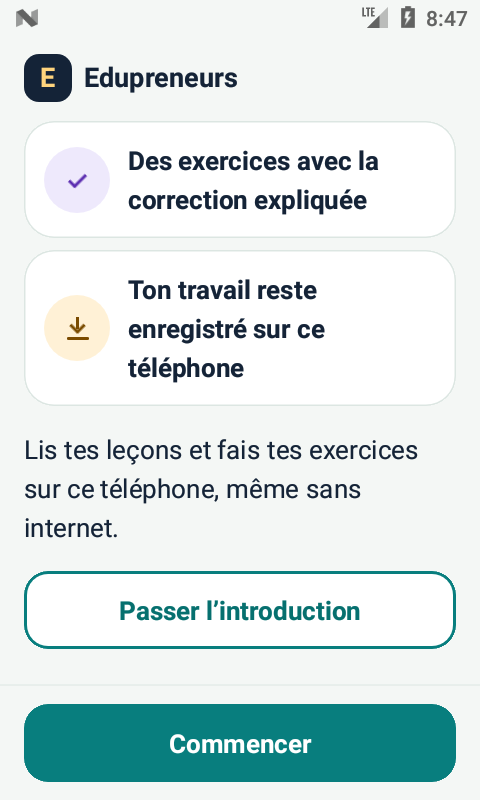 LTE 8:47
E Edupreneurs
Des exercices avec la
correction expliquée
Ton travail reste
enregistré sur ce
téléphone
Lis tes leçons et fais tes exercices
sur ce téléphone, même sans
internet.
Passer l’introduction
Commencer